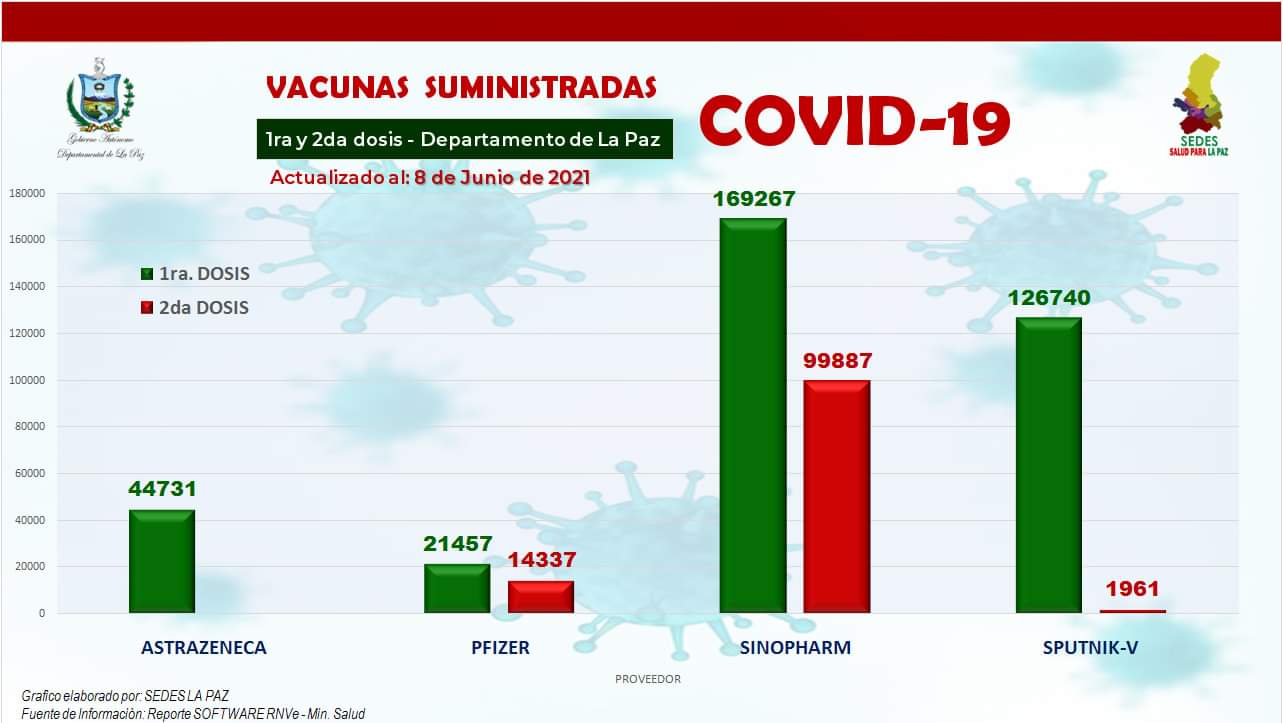 VACUNAS SUMINISTRADAS
COVID-19
1ra y 2da dosis - Departamento de La Paz
Actualizado al: 8 de Junio de 2021
Gobierno Autónomo
Departamental de La Paz
SEDES
SALUD PARA LA PAZ
180000
160000
140000
120000
100000
80000
60000
40000
20000
0
1ra. DOSIS
2da DOSIS
44731
21457
14337
169267
99887
126740
1961
ASTRAZENECA
PFIZER
SINOPHARM
SPUTNIK-V
PROVEEDOR
Grafico elaborado por: SEDES LA PAZ
Fuente de Informaciòn: Reporte SOFTWARE RNVe - Min. Salud